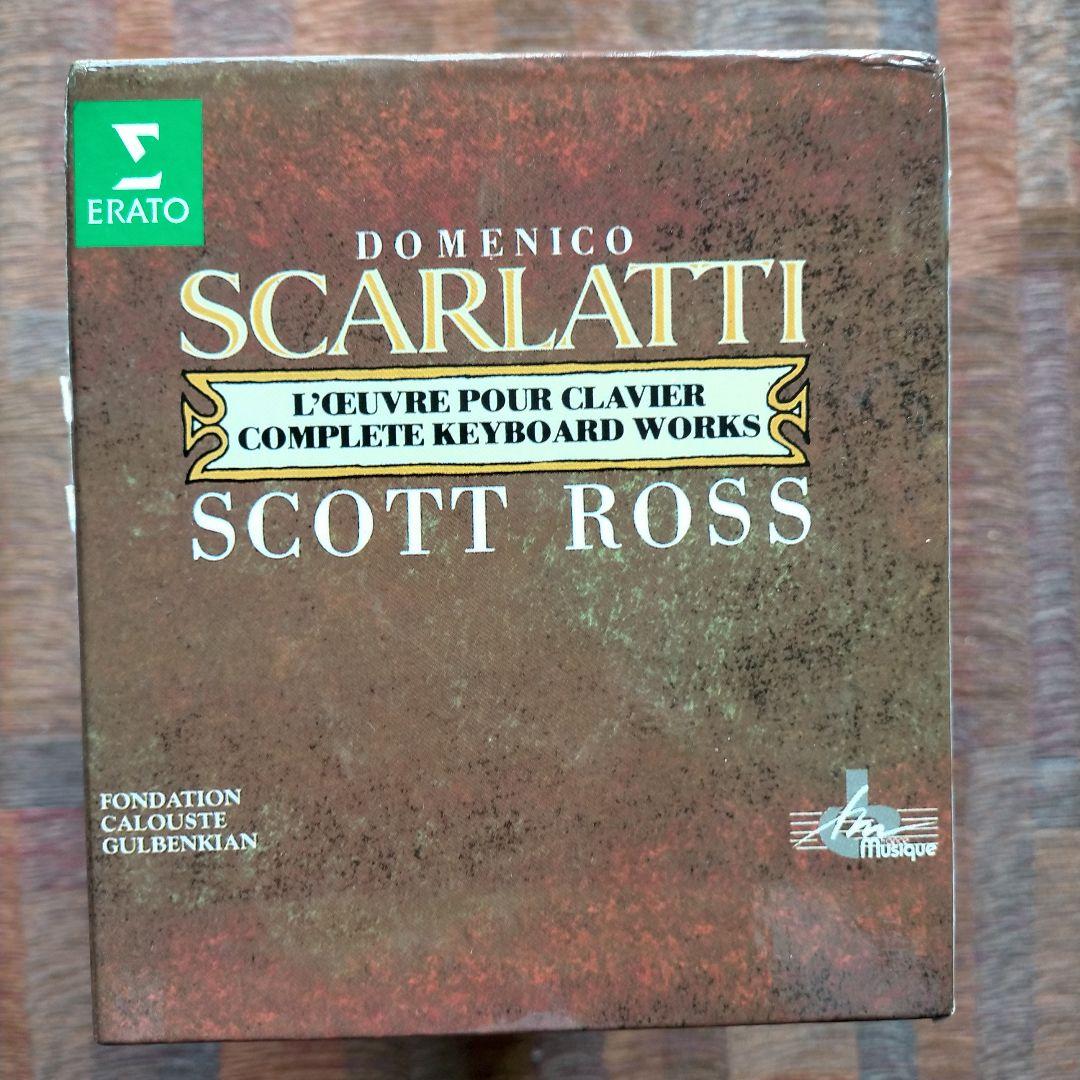 ERATO
DOMENICO
SCARLATTI
L'ŒUVRE POUR CLAVIER
COMPLETE KEYBOARD WORKS
SCOTT ROSS
FONDATION
CALOUSTE
GULBENKIAN
fm
Musique